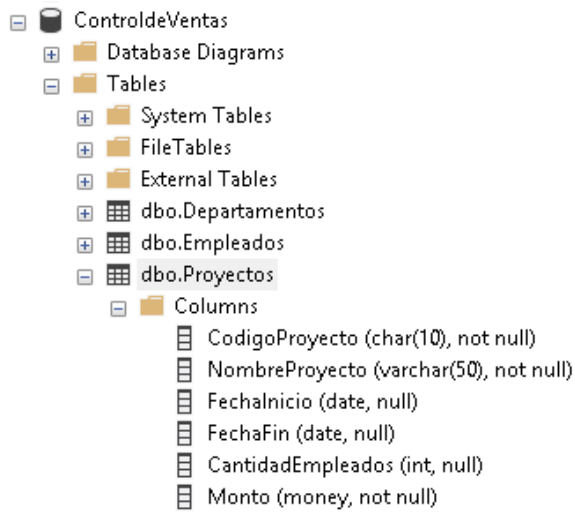 ControldeVentas
Database Diagrams
Tables
System Tables
FileTables
External Tables
dbo.Departamentos
dbo.Empleados
dbo.Proyectos
Columns
CodigoProyecto (char(10), not null)
NombreProyecto (varchar(50), not null)
FechaInicio (date, null)
FechaFin (date, null)
CantidadEmpleados (int, null)
Monto (money, not null)